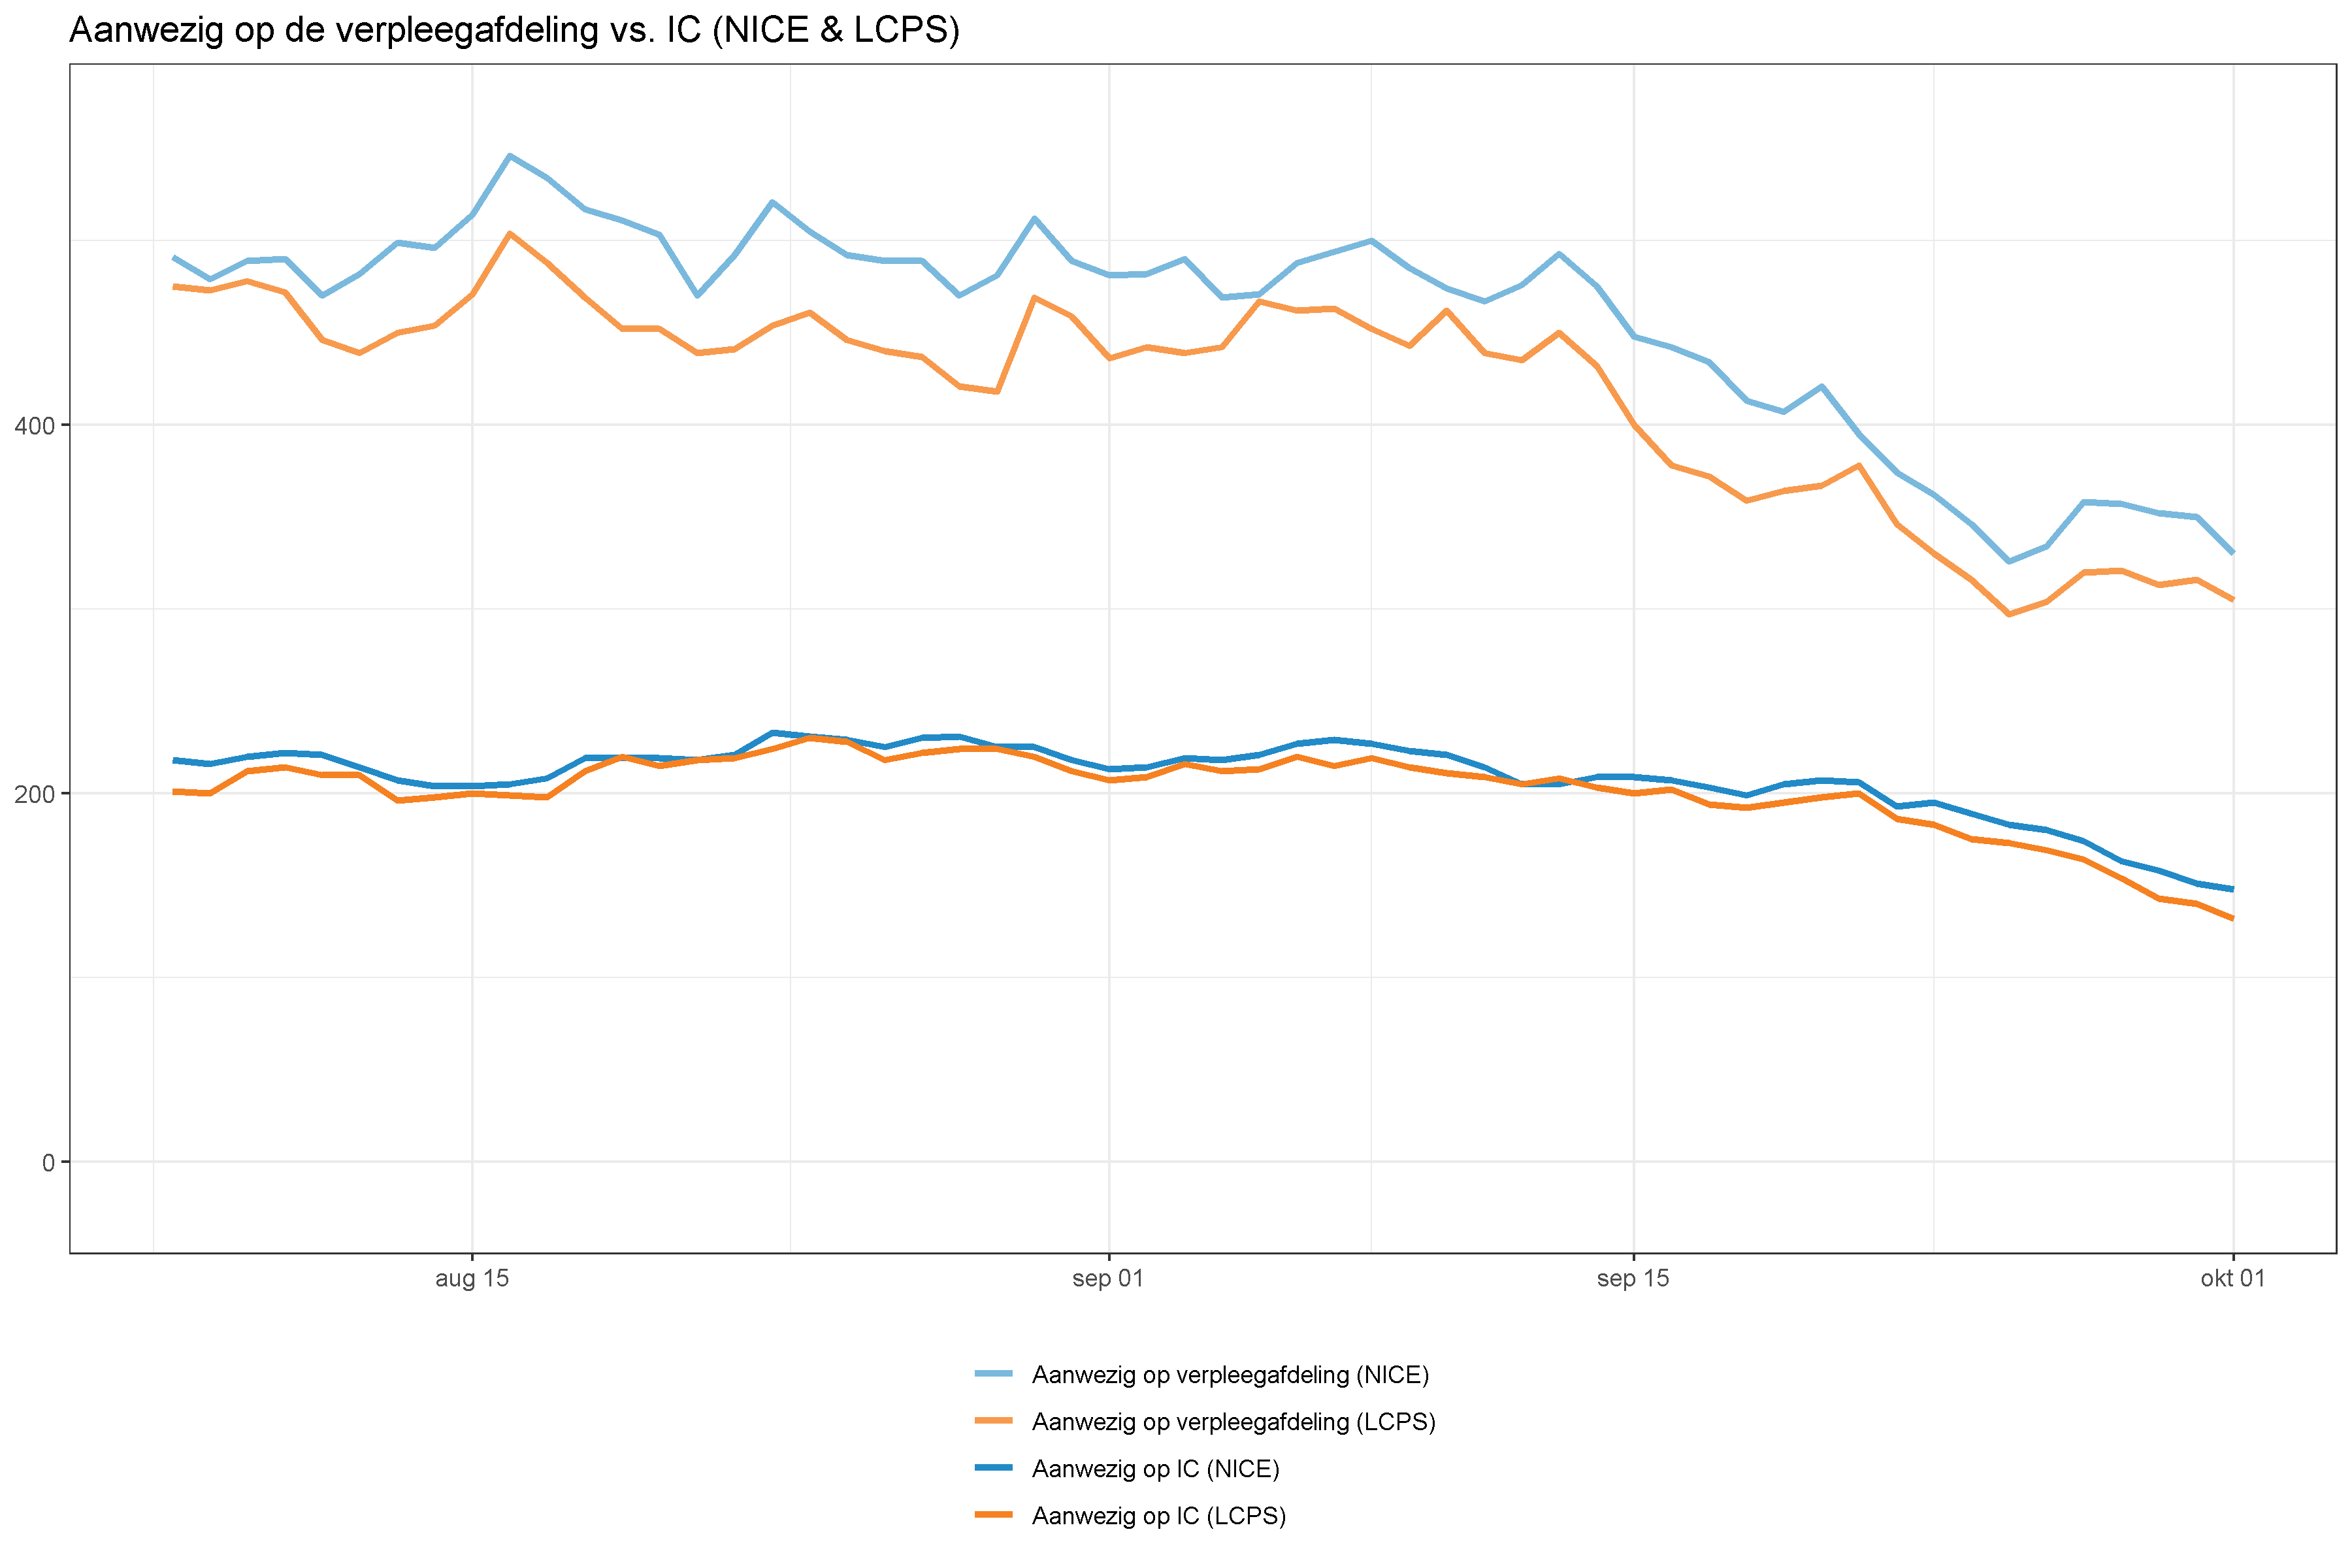 Aanwezig op de verpleegafdeling vs. IC (NICE & LCPS)
400
200
0
aug 15
sep 01
sep 15
okt 01
Aanwezig op verpleegafdeling (NICE)
Aanwezig op verpleegafdeling (LCPS)
Aanwezig op IC (NICE)
Aanwezig op IC (LCPS)